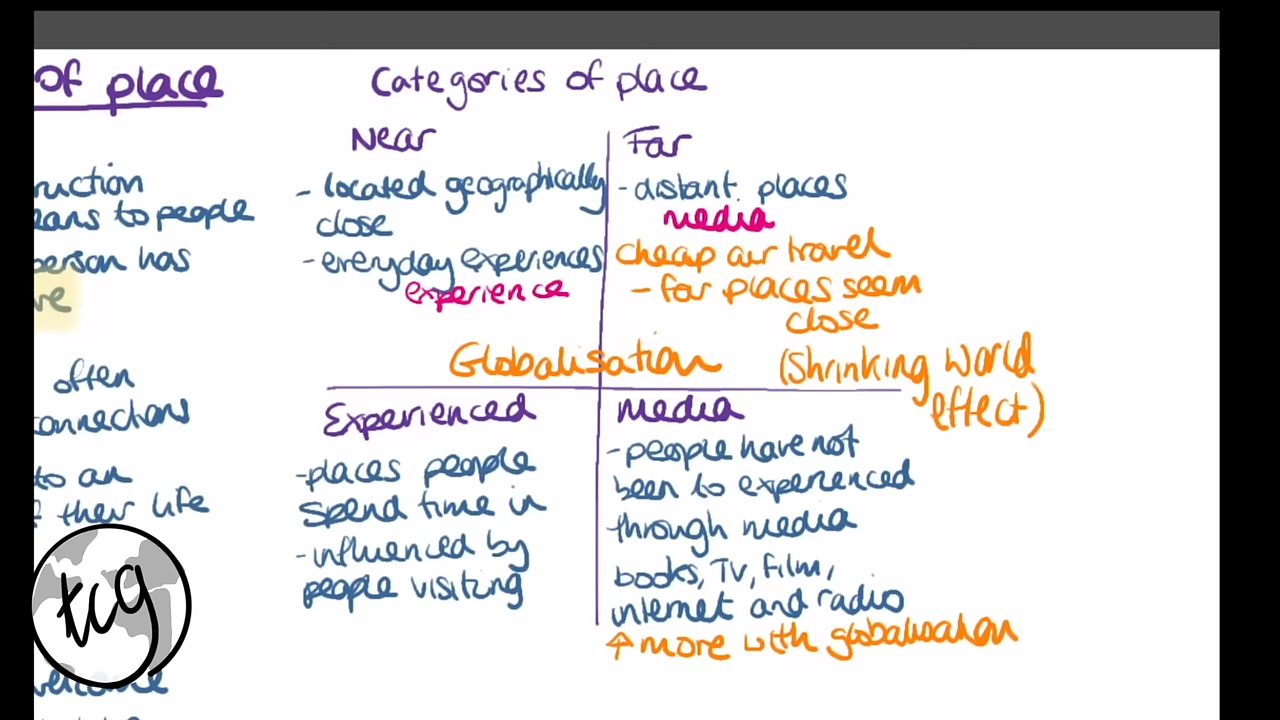 of place
ruction
eans to people
person has
ve
often
connections
to an
f their life
tcg
welcome
Categories of place
Near
- located geographically
close
- everyday experiences
experience
Far
- distant places
media
cheap air travel
- far places seem
close
(Shrinking world
effect)
Globalisation
Experienced
- places people
spend time in
- influenced by
people visiting
Media
- people have not
been to experienced
through media
books, TV, film,
internet and radio
↑ more with globalisation